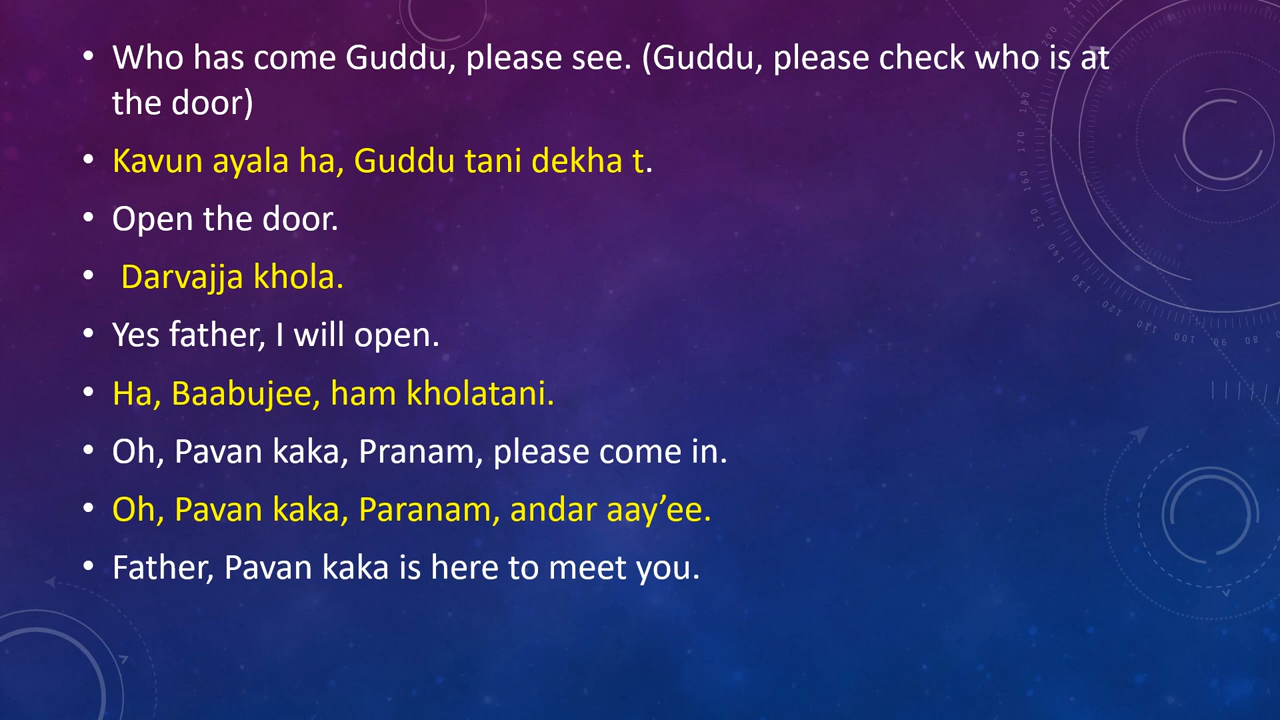 • Who has come Guddu, please see. (Guddu, please check who is at
the door)
• Kavun ayala ha, Guddu tani dekha t.
• Open the door.
• Darvajja khola.
• Yes father, I will open.
• Ha, Baabujee, ham kholatani.
• Oh, Pavan kaka, Pranam, please come in.
• Oh, Pavan kaka, Paranam, andar aay’ee.
• Father, Pavan kaka is here to meet you.